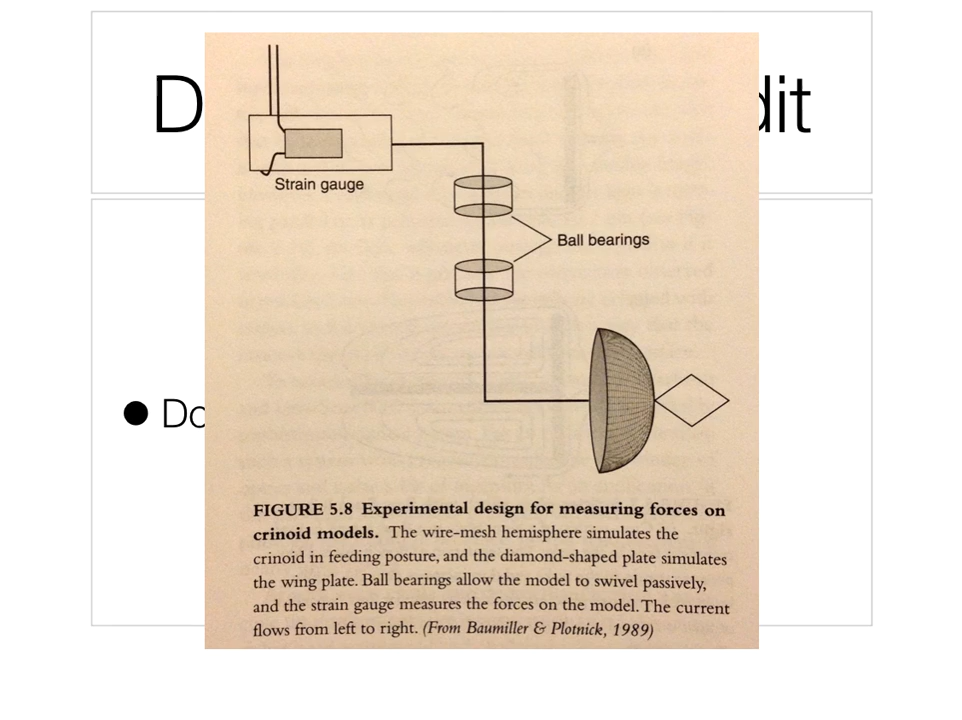 D dit
Strain gauge
Ball bearings
● Do
FIGURE 5.8 Experimental design for measuring forces on
crinoid models. The wire-mesh hemisphere simulates the
crinoid in feeding posture, and the diamond-shaped plate simulates
the wing plate. Ball bearings allow the model to swivel passively,
and the strain gauge measures the forces on the model. The current
flows from left to right. (From Baumiller & Plotnick, 1989)